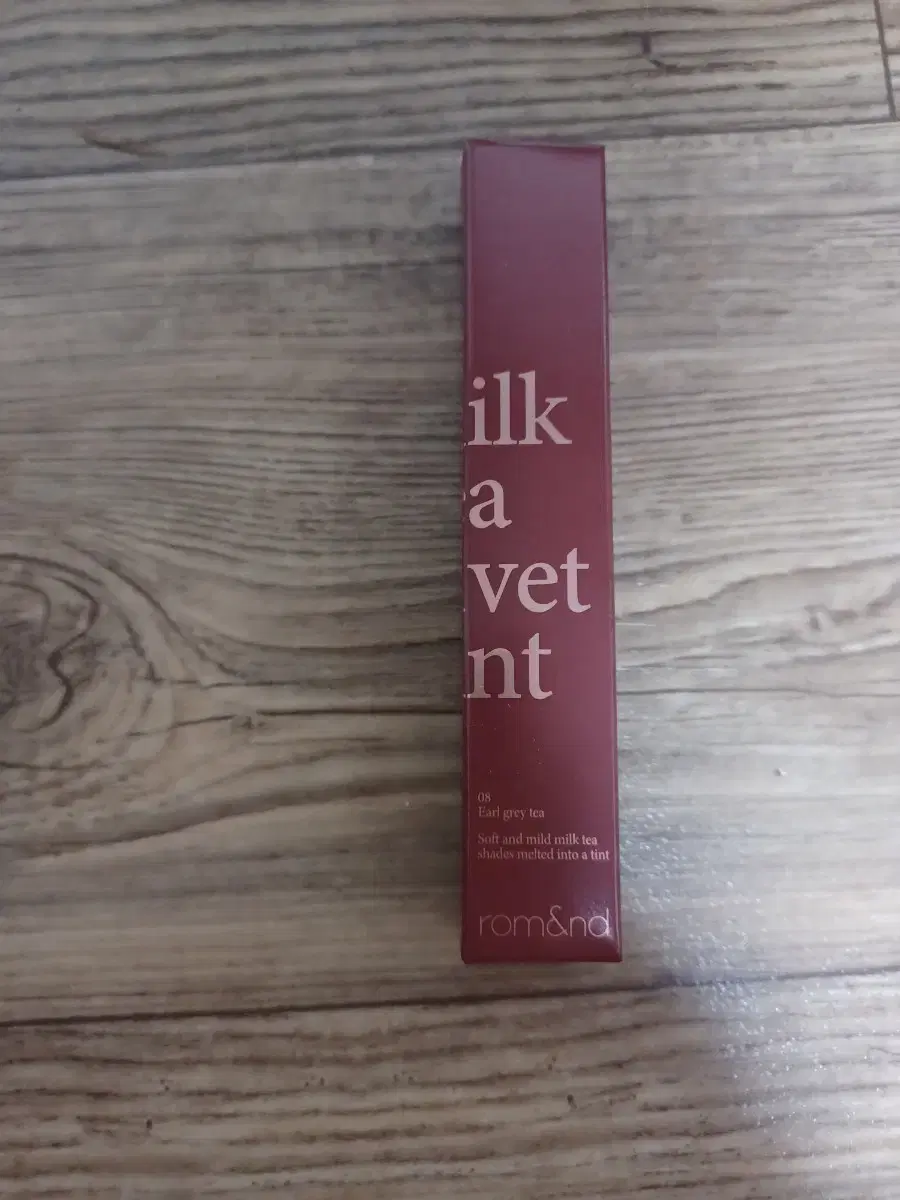 ilk
a
vet
nt
08
Earl grey tea
Soft and mild milk tea
shades melted into a tint
rom&nd